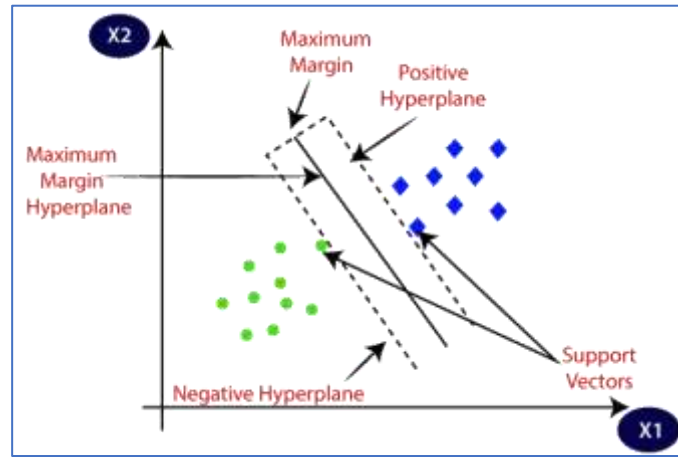 X2
Maximum
Margin
Positive
Hyperplane
Maximum
Margin
Hyperplane
Support
Vectors
Negative Hyperplane
X1